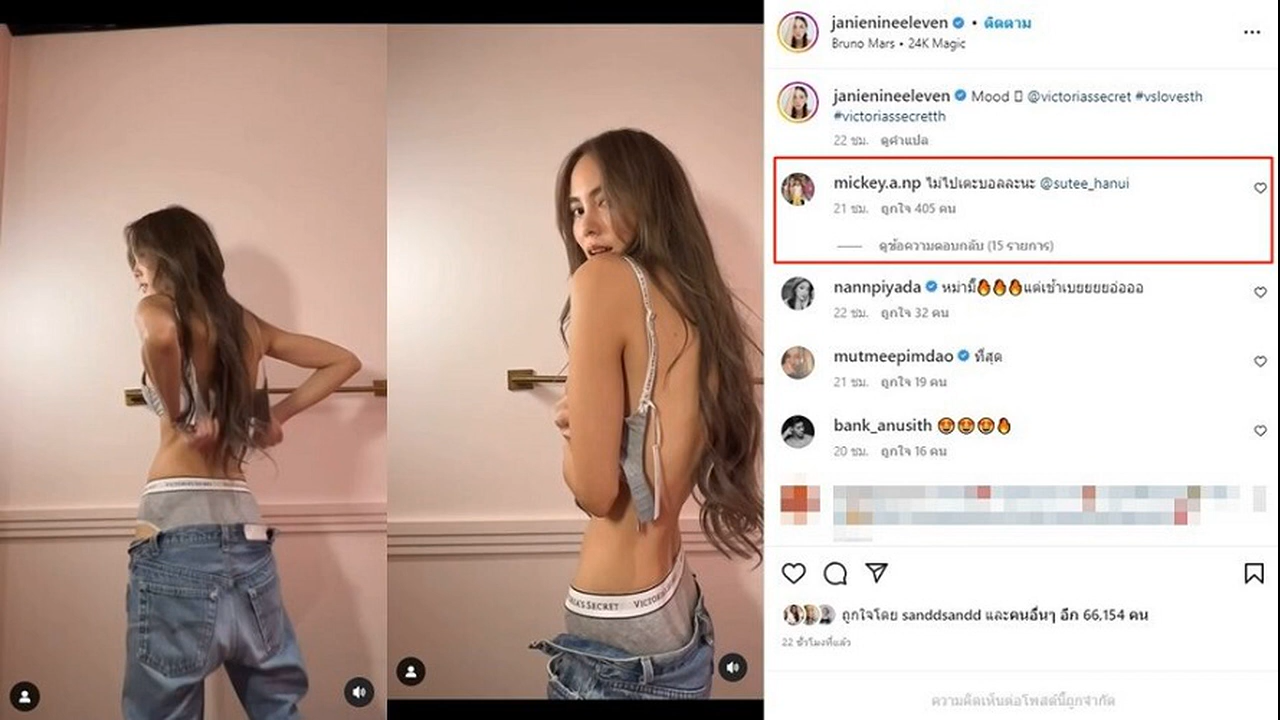 janienineeleven • ติดตาม
Bruno Mars • 24K Magic
janienineeleven Mood @victoriassecret #vslovesth
#victoriassecretth
22 ชม. ดูคำแปล
mickey.a.np ไม่ไปเตะบอลละนะ @sutee_hanui
21 ชม. ถูกใจ 405 คน
ดูข้อความตอบกลับ (15 รายการ)
nannpiyada หม่ามี๊🔥🔥🔥แต่เช้าเบยยยยอ่อออ
22 ชม. ถูกใจ 32 คน
mutmeepimdao ที่สุด
21 ชม. ถูกใจ 19 คน
bank_anusith 🤩🤩🤩🔥
20 ชม. ถูกใจ 16 คน
ถูกใจโดย sanddsandd และคนอื่นๆ อีก 66,154 คน
22 ชั่วโมงที่แล้ว
ความคิดเห็นต่อโพสต์นี้ถูกจำกัด
VICTORIA'S SECRET